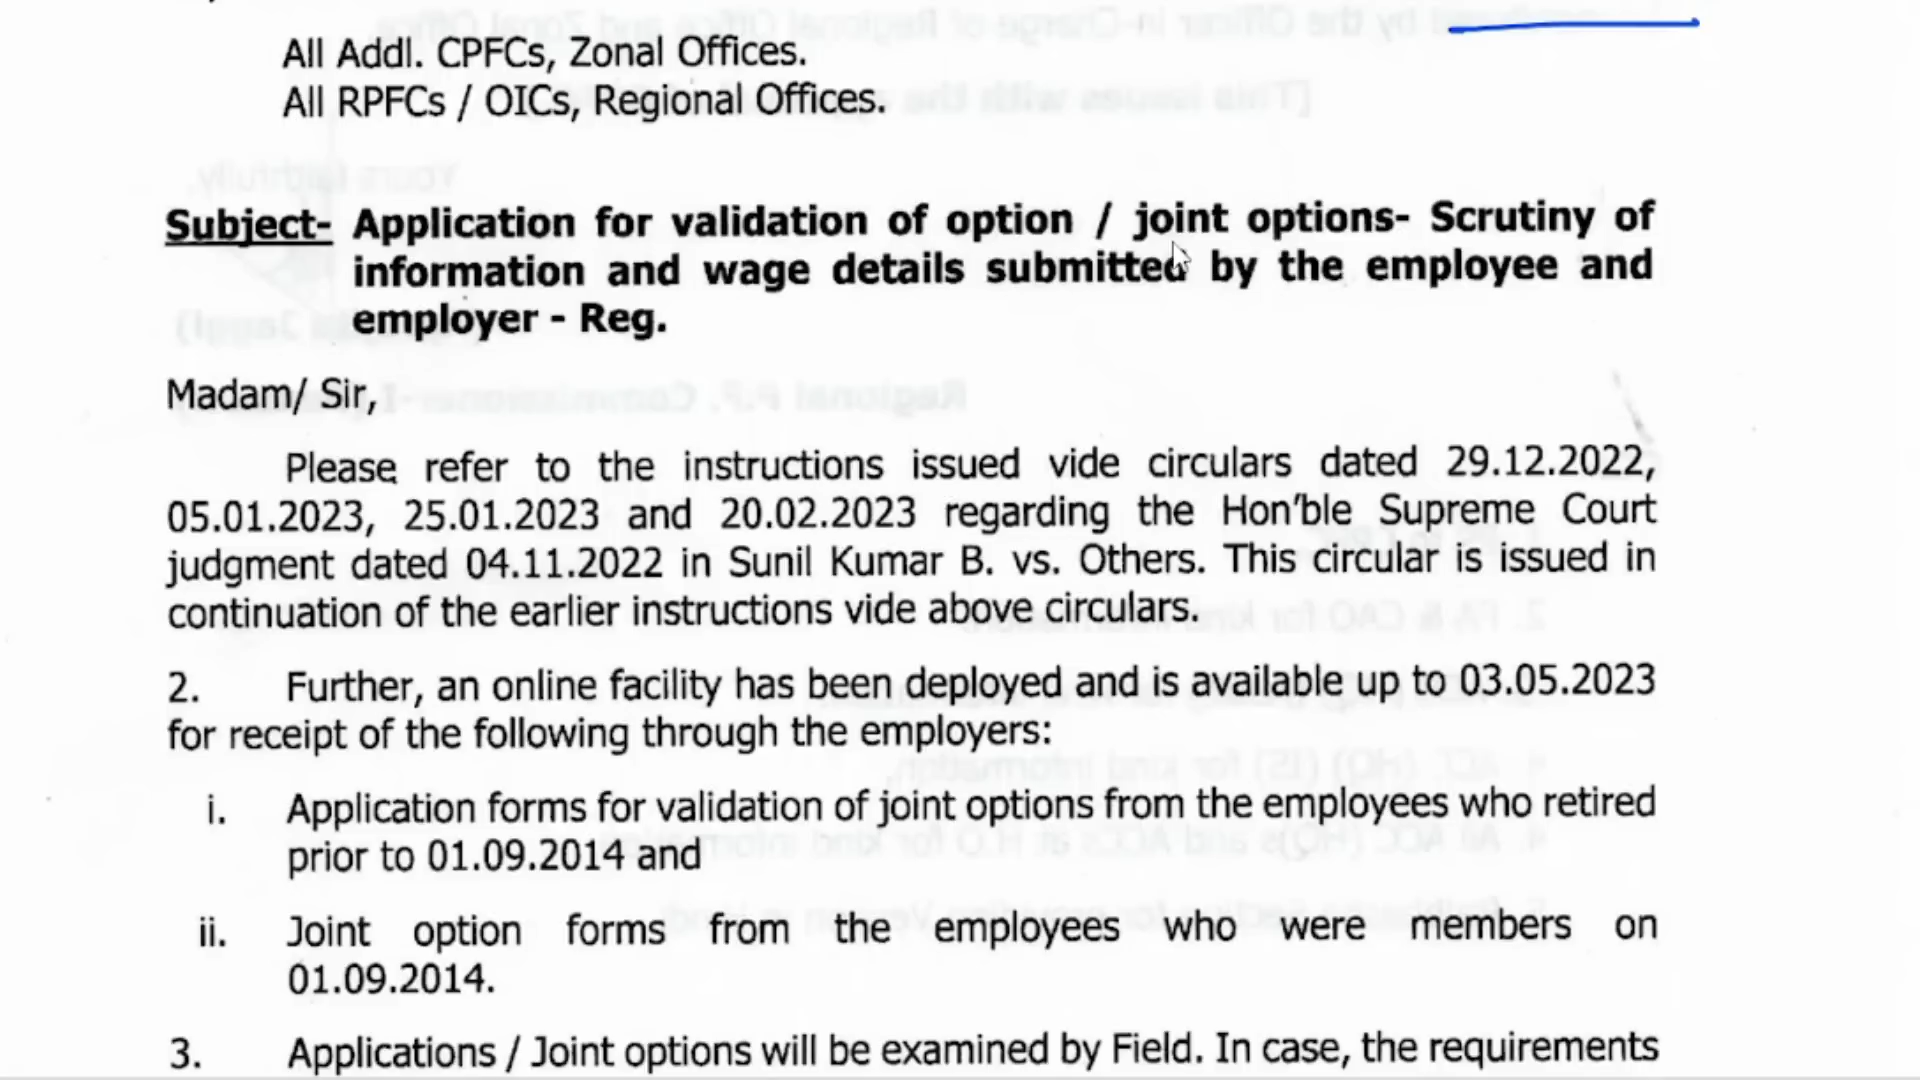 All Addl. CPFCs, Zonal Offices.
All RPFCs / OICs, Regional Offices.
Subject- Application for validation of option / joint options- Scrutiny of
information and wage details submitted by the employee and
employer - Reg.
Madam/ Sir,
Please refer to the instructions issued vide circulars dated 29.12.2022,
05.01.2023, 25.01.2023 and 20.02.2023 regarding the Hon'ble Supreme Court
judgment dated 04.11.2022 in Sunil Kumar B. vs. Others. This circular is issued in
continuation of the earlier instructions vide above circulars.
2. Further, an online facility has been deployed and is available up to 03.05.2023
for receipt of the following through the employers:
i. Application forms for validation of joint options from the employees who retired
prior to 01.09.2014 and
ii. Joint option forms from the employees who were members on
01.09.2014.
3. Applications / Joint options will be examined by Field. In case, the requirements